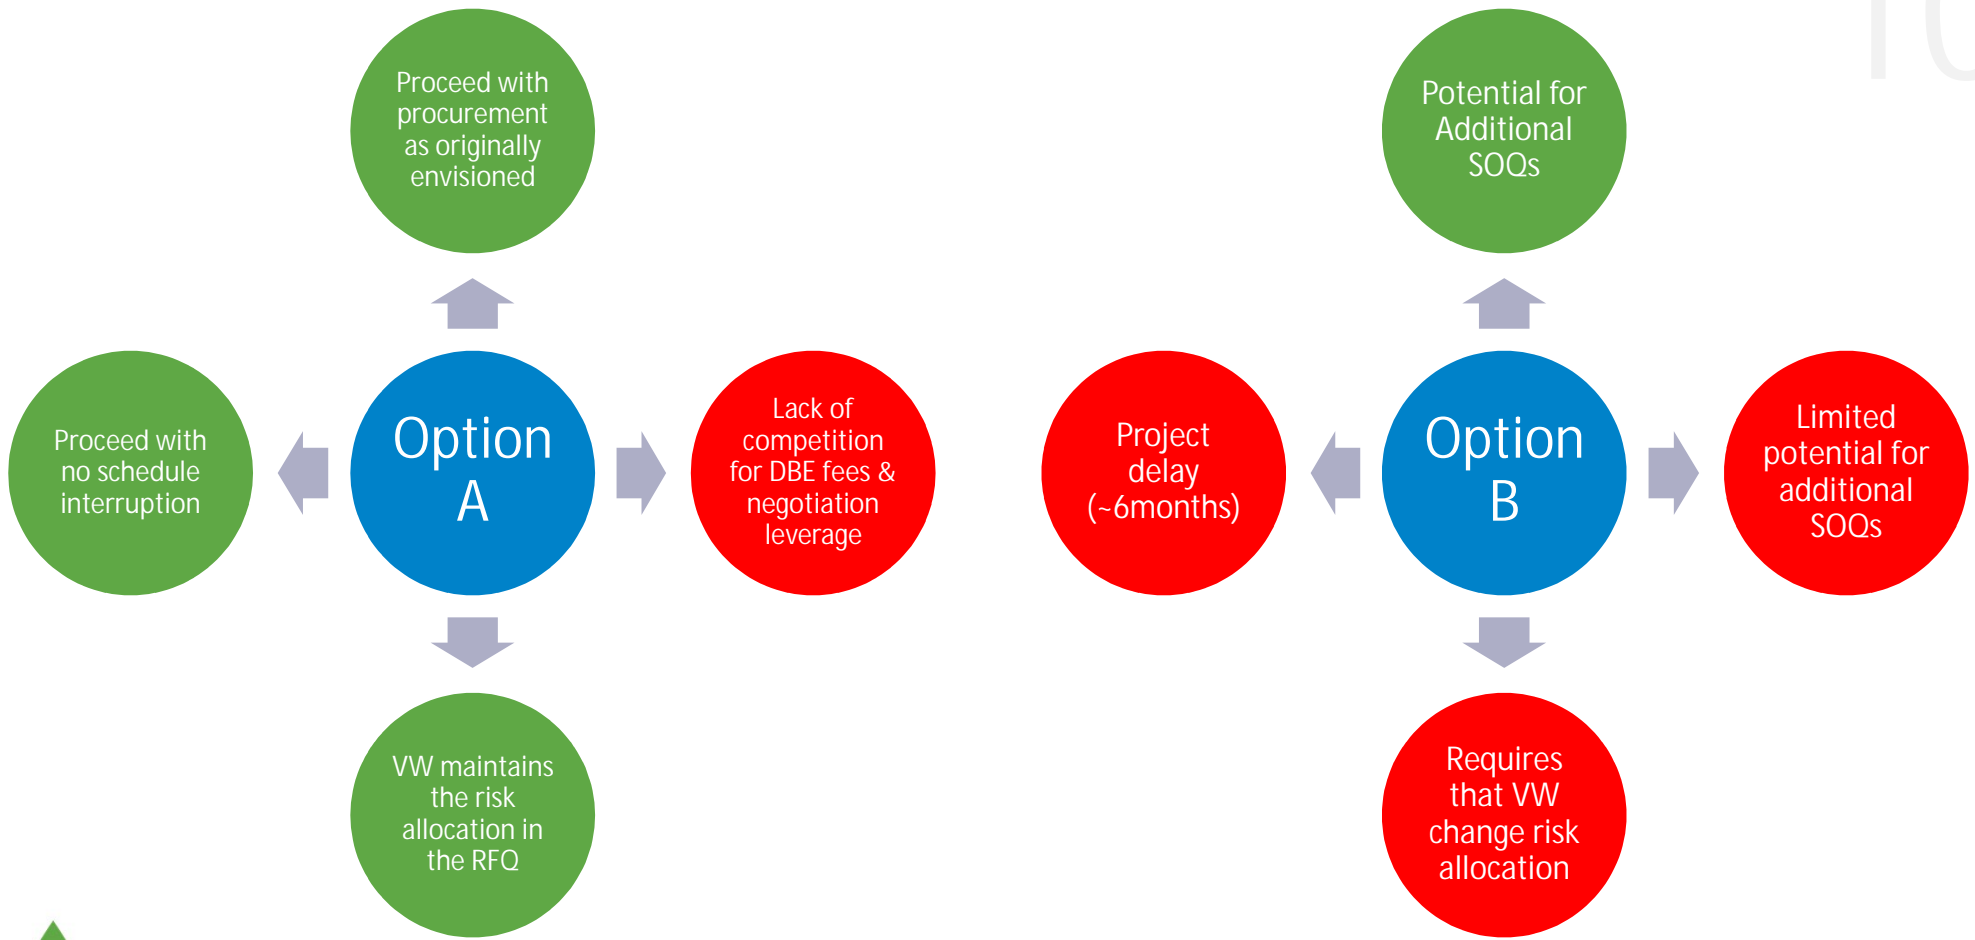 Proceed with
procurement
as originally
envisioned
Proceed with
no schedule
interruption
Option
A
Lack of
competition
for DBE fees &
negotiation
leverage
VW maintains
the risk
allocation in
the RFQ
Potential for
Additional
SOQs
Project
delay
(~6months)
Option
B
Limited
potential for
additional
SOQs
Requires
that VW
change risk
allocation